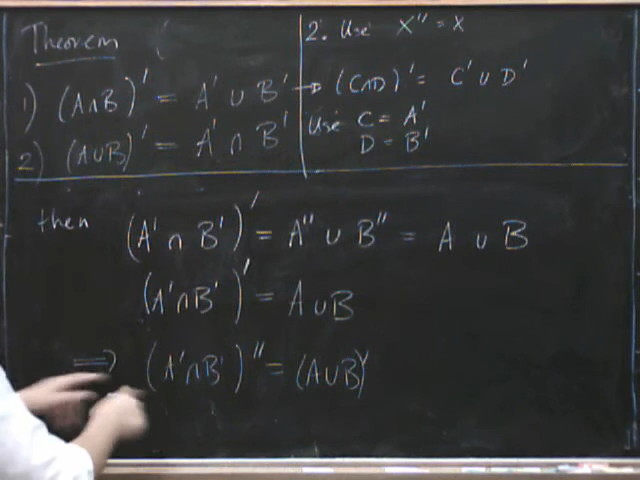 Theorem
1) (A∩B)' = A' ∪ B'
2) (A∪B)' = A' ∩ B'
2. Use X'' = X
→ (C∩D)' = C' ∪ D'
Use C = A'
D = B'
then (A' ∩ B')' = A'' ∪ B'' = A ∪ B
(A'∩B')' = A∪B
⟹ (A'∩B')'' = (A∪B)'